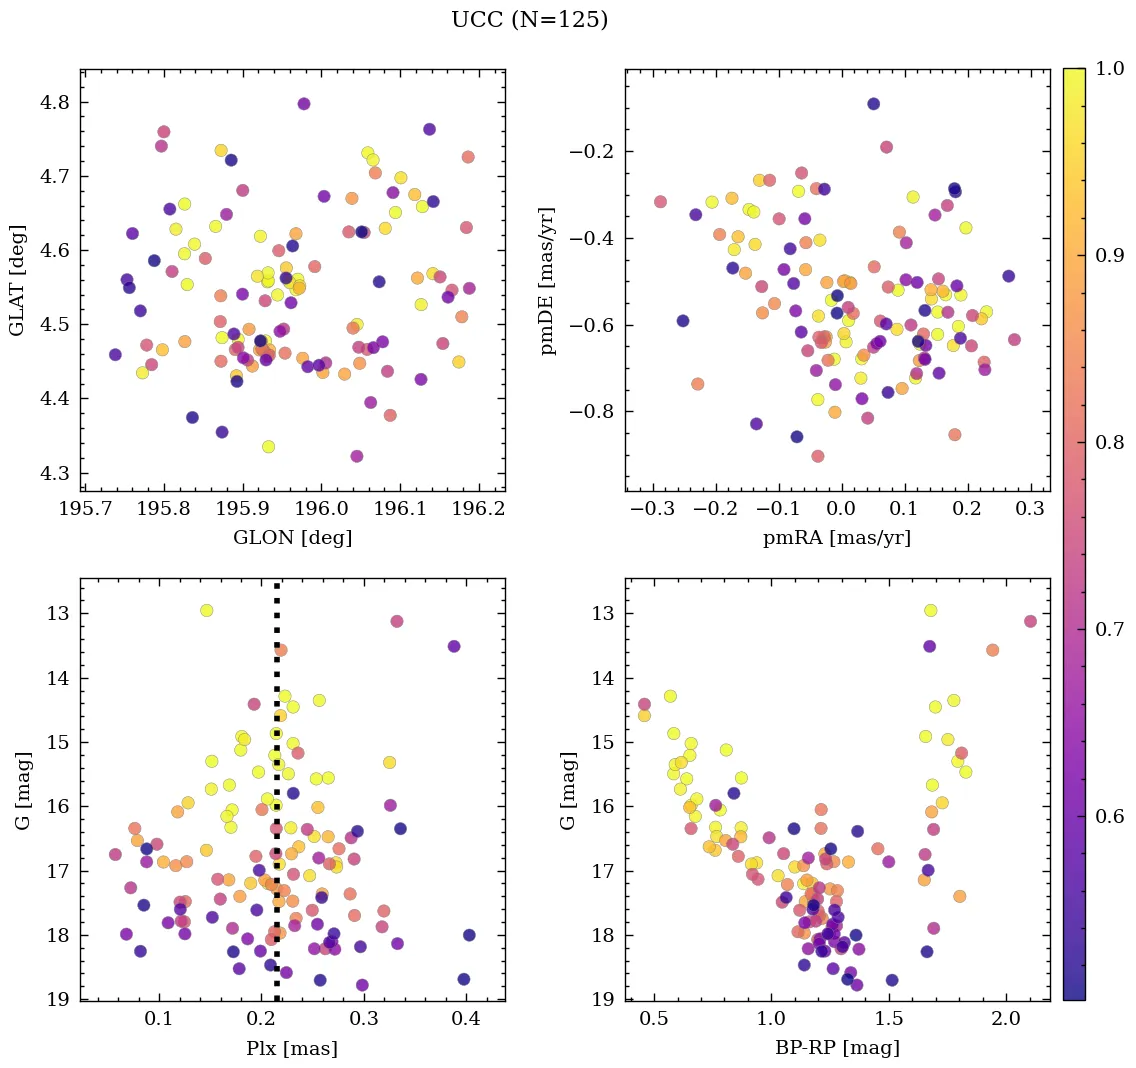 UCC (N=125)
4.8
4.7
4.6
4.5
4.4
4.3
GLAT [deg]
195.7 195.8 195.9 196.0 196.1 196.2
GLON [deg]
−0.2
−0.4
−0.6
−0.8
pmDE [mas/yr]
−0.3 −0.2 −0.1 0.0 0.1 0.2 0.3
pmRA [mas/yr]
1.0
0.9
0.8
0.7
0.6
13
14
15
16
17
18
19
G [mag]
0.1 0.2 0.3 0.4
Plx [mas]
13
14
15
16
17
18
19
G [mag]
0.5 1.0 1.5 2.0
BP-RP [mag]